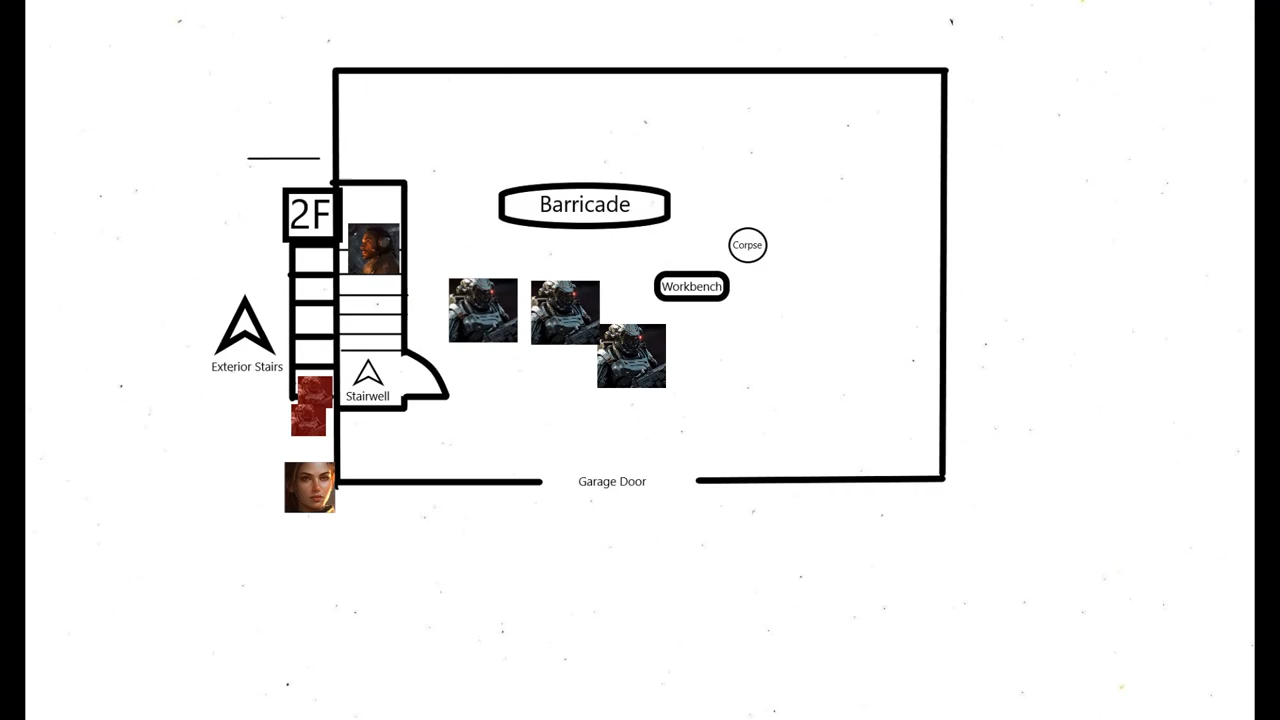 2F
Barricade
Corpse
Workbench
Exterior Stairs
Stairwell
Garage Door